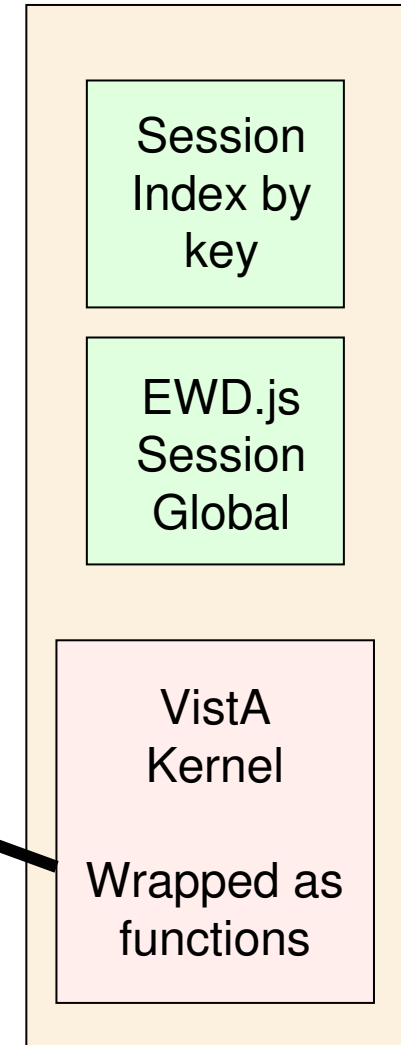 Session
Index by
key
EWD.js
Session
Global
VistA
Kernel
Wrapped as
functions